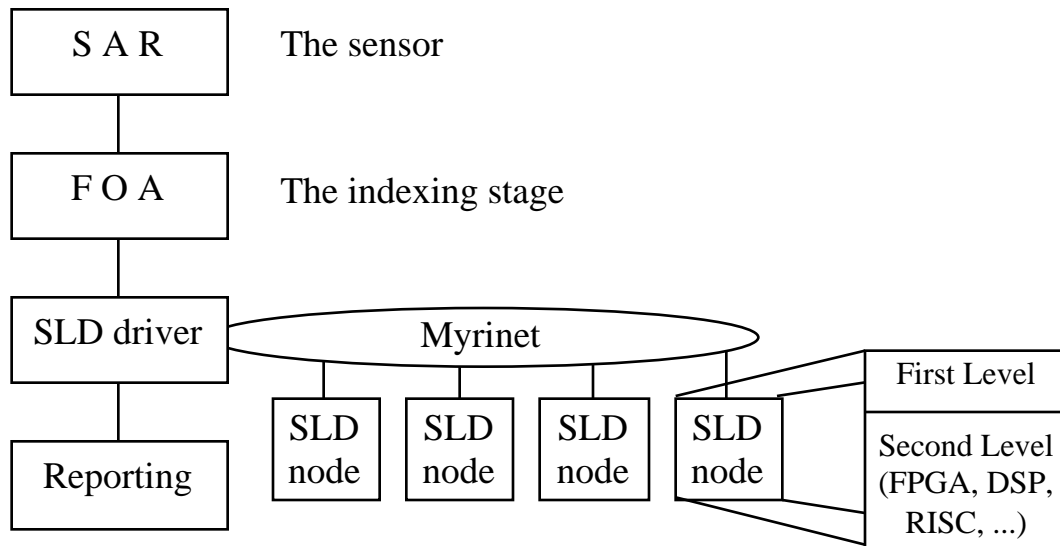 S A R
The sensor
F O A
The indexing stage
SLD driver
Myrinet
First Level
SLD
node
SLD
node
SLD
node
SLD
node
Second Level
(FPGA, DSP,
RISC, ...)
Reporting